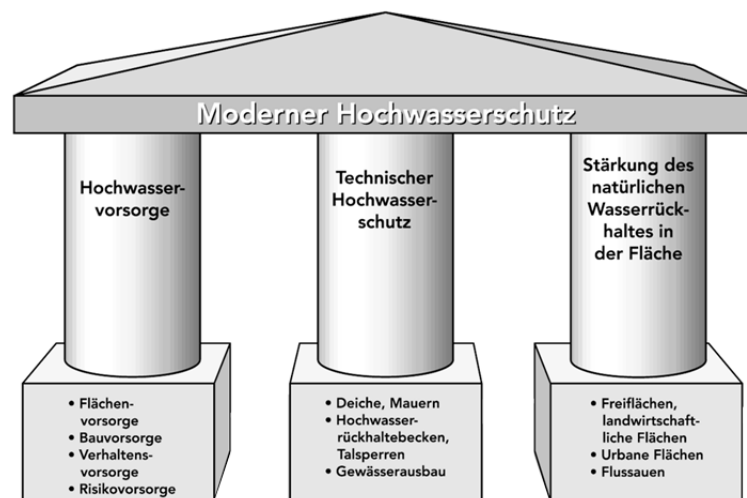 Moderner Hochwasserschutz
Hochwasser-
vorsorge
Technischer
Hochwasser-
schutz
Stärkung des
natürlichen
Wasserrück-
haltes in
der Fläche
• Flächen-
vorsorge
• Bauvorsorge
• Verhaltens-
vorsorge
• Risikovorsorge
• Deiche, Mauern
• Hochwasser-
rückhaltebecken,
Talsperren
• Gewässerausbau
• Freiflächen,
landwirtschaft-
liche Flächen
• Urbane Flächen
• Flussauen